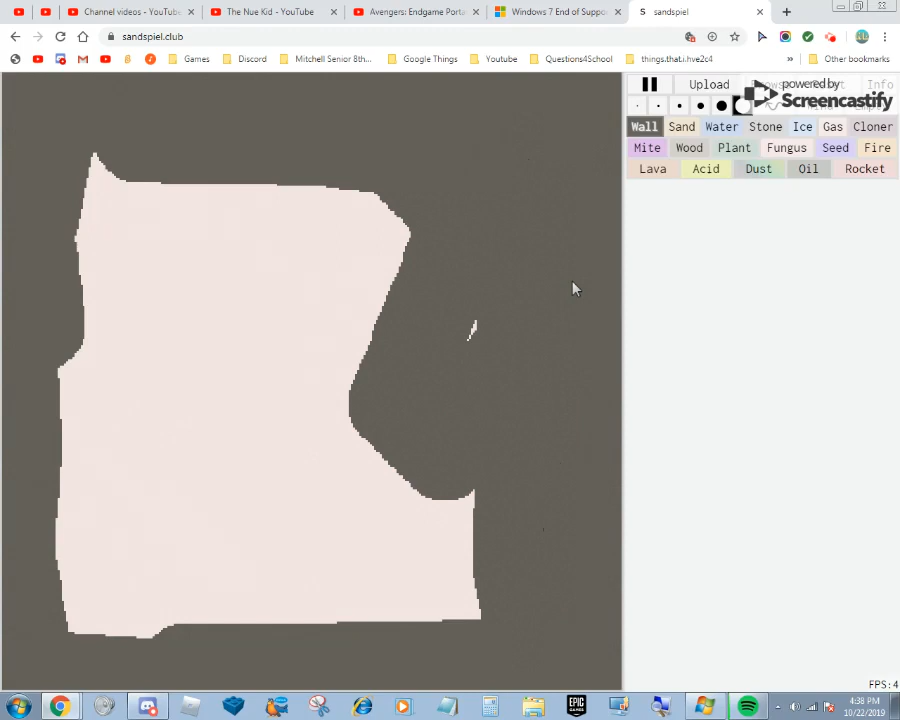 Channel videos - YouTube
The Nue Kid - YouTube
Avengers: Endgame Porta
Windows 7 End of Suppo
sandspiel
sandspiel.club
Games
Discord
Mitchell Senior 8th...
Google Things
Youtube
Questions4School
things.that.i.hve2c4
»
Other bookmarks
Upload
Info
powered by
Screencastify
Wall Sand Water Stone Ice Gas Cloner
Mite Wood Plant Fungus Seed Fire
Lava Acid Dust Oil Rocket
FPS:4
EPIC
GAMES
4:38 PM
10/22/2019